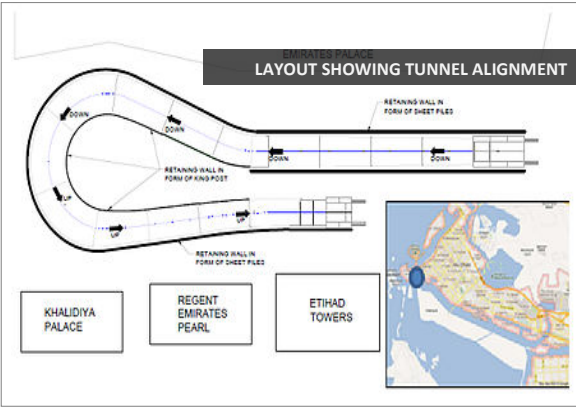 EMIRATES PALACE
LAYOUT SHOWING TUNNEL ALIGNMENT
RETAINING WALL IN
FORM OF SHEET PILES
DOWN
DOWN
DOWN
DOWN
RETAINING WALL IN
FORM OF KING POST
UP
UP
UP
RETAINING WALL IN
FORM OF SHEET PILES
KHALIDIYA
PALACE
REGENT
EMIRATES
PEARL
ETIHAD
TOWERS